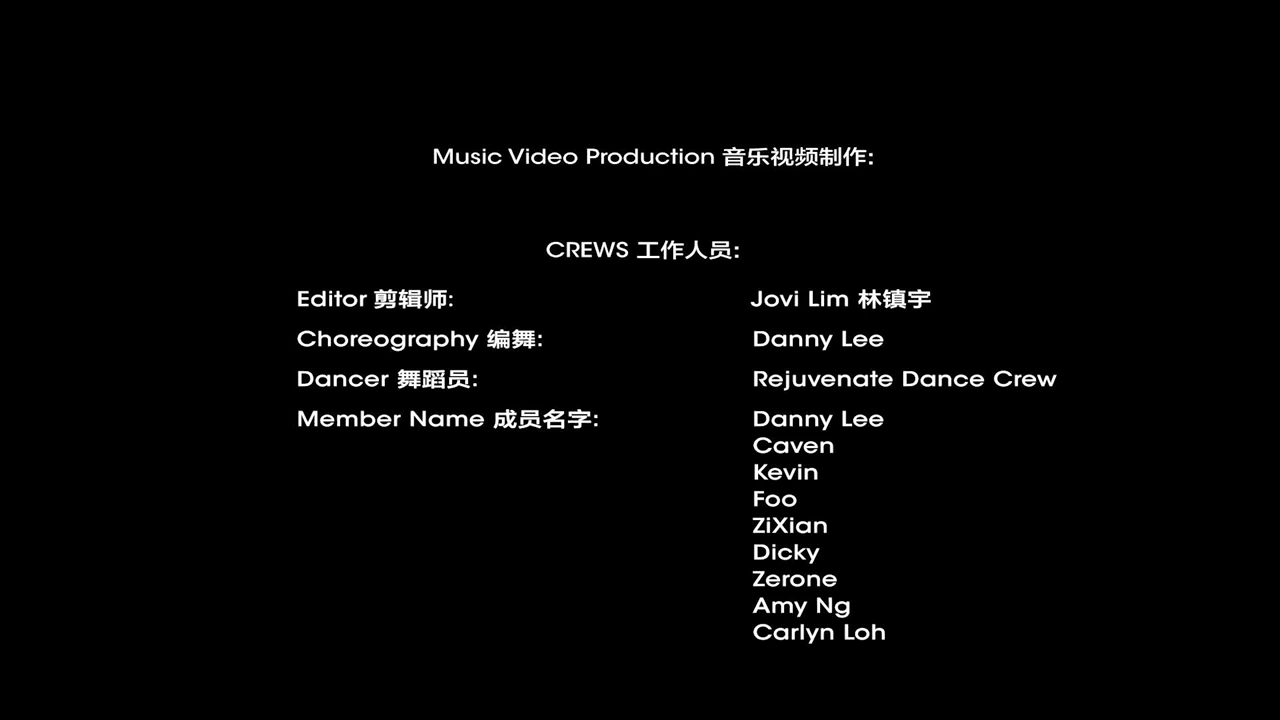 Music Video Production 音乐视频制作:
CREWS 工作人员:
Editor 剪辑师: Jovi Lim 林镇宇
Choreography 编舞: Danny Lee
Dancer 舞蹈员: Rejuvenate Dance Crew
Member Name 成员名字: Danny Lee
Caven
Kevin
Foo
ZiXian
Dicky
Zerone
Amy Ng
Carlyn Loh